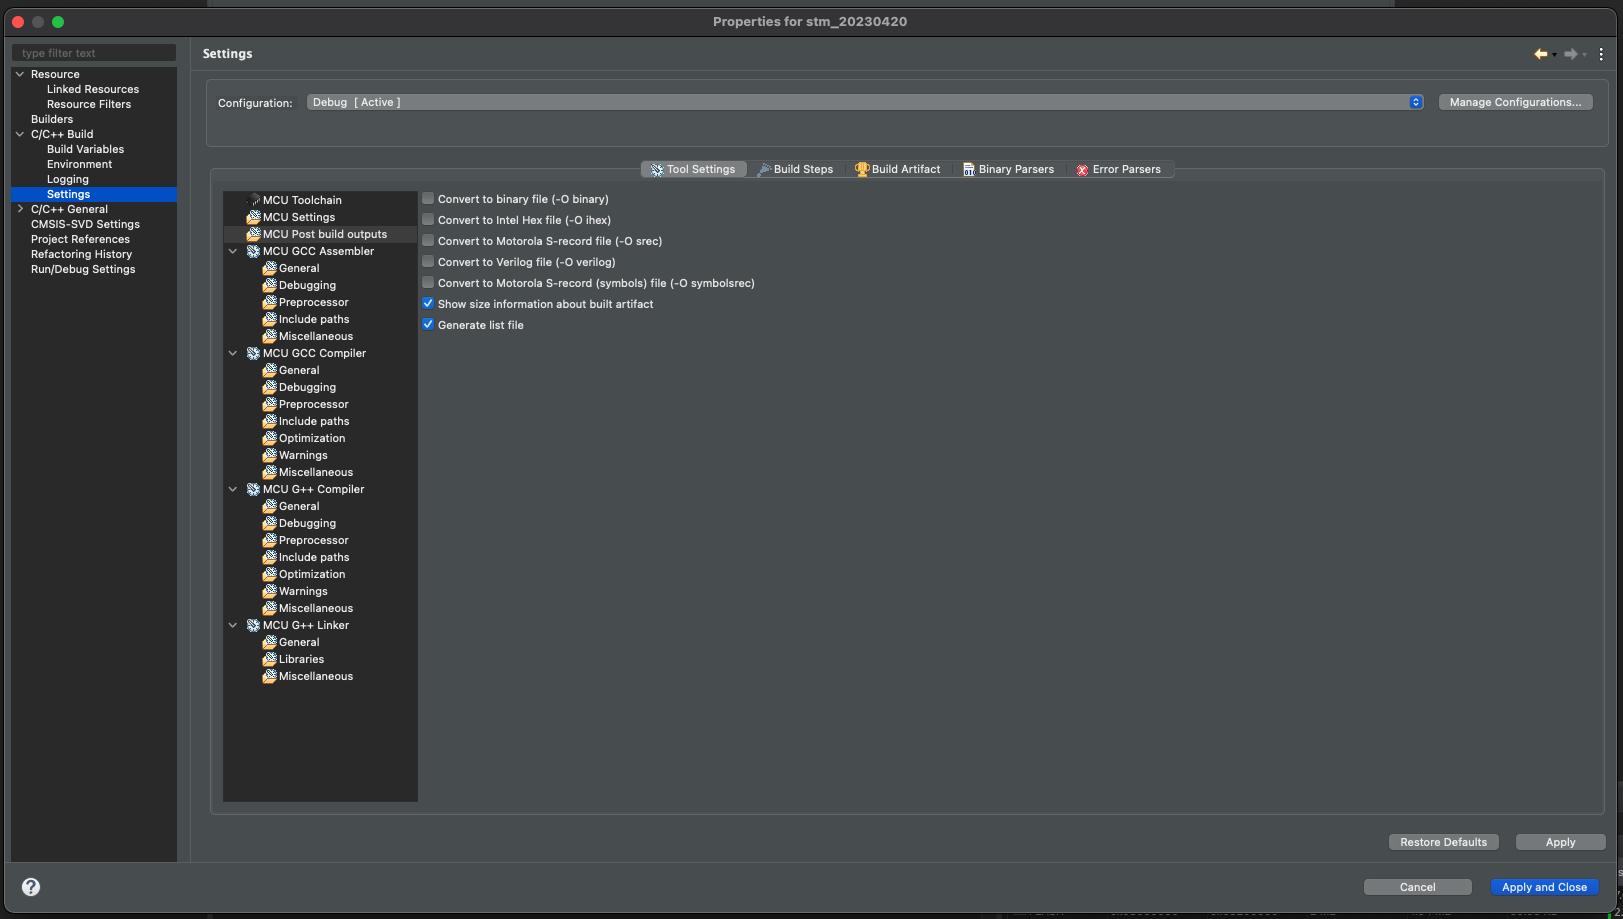 Properties for stm_20230420
type filter text
Resource
Linked Resources
Resource Filters
Builders
C/C++ Build
Build Variables
Environment
Logging
Settings
C/C++ General
CMSIS-SVD Settings
Project References
Refactoring History
Run/Debug Settings
Settings
Configuration:
Debug [ Active ]
Manage Configurations...
Tool Settings
Build Steps
Build Artifact
Binary Parsers
Error Parsers
MCU Toolchain
MCU Settings
MCU Post build outputs
MCU GCC Assembler
General
Debugging
Preprocessor
Include paths
Miscellaneous
MCU GCC Compiler
General
Debugging
Preprocessor
Include paths
Optimization
Warnings
Miscellaneous
MCU G++ Compiler
General
Debugging
Preprocessor
Include paths
Optimization
Warnings
Miscellaneous
MCU G++ Linker
General
Libraries
Miscellaneous
Convert to binary file (-O binary)
Convert to Intel Hex file (-O ihex)
Convert to Motorola S-record file (-O srec)
Convert to Verilog file (-O verilog)
Convert to Motorola S-record (symbols) file (-O symbolsrec)
Show size information about built artifact
Generate list file
Restore Defaults
Apply
?
Cancel
Apply and Close